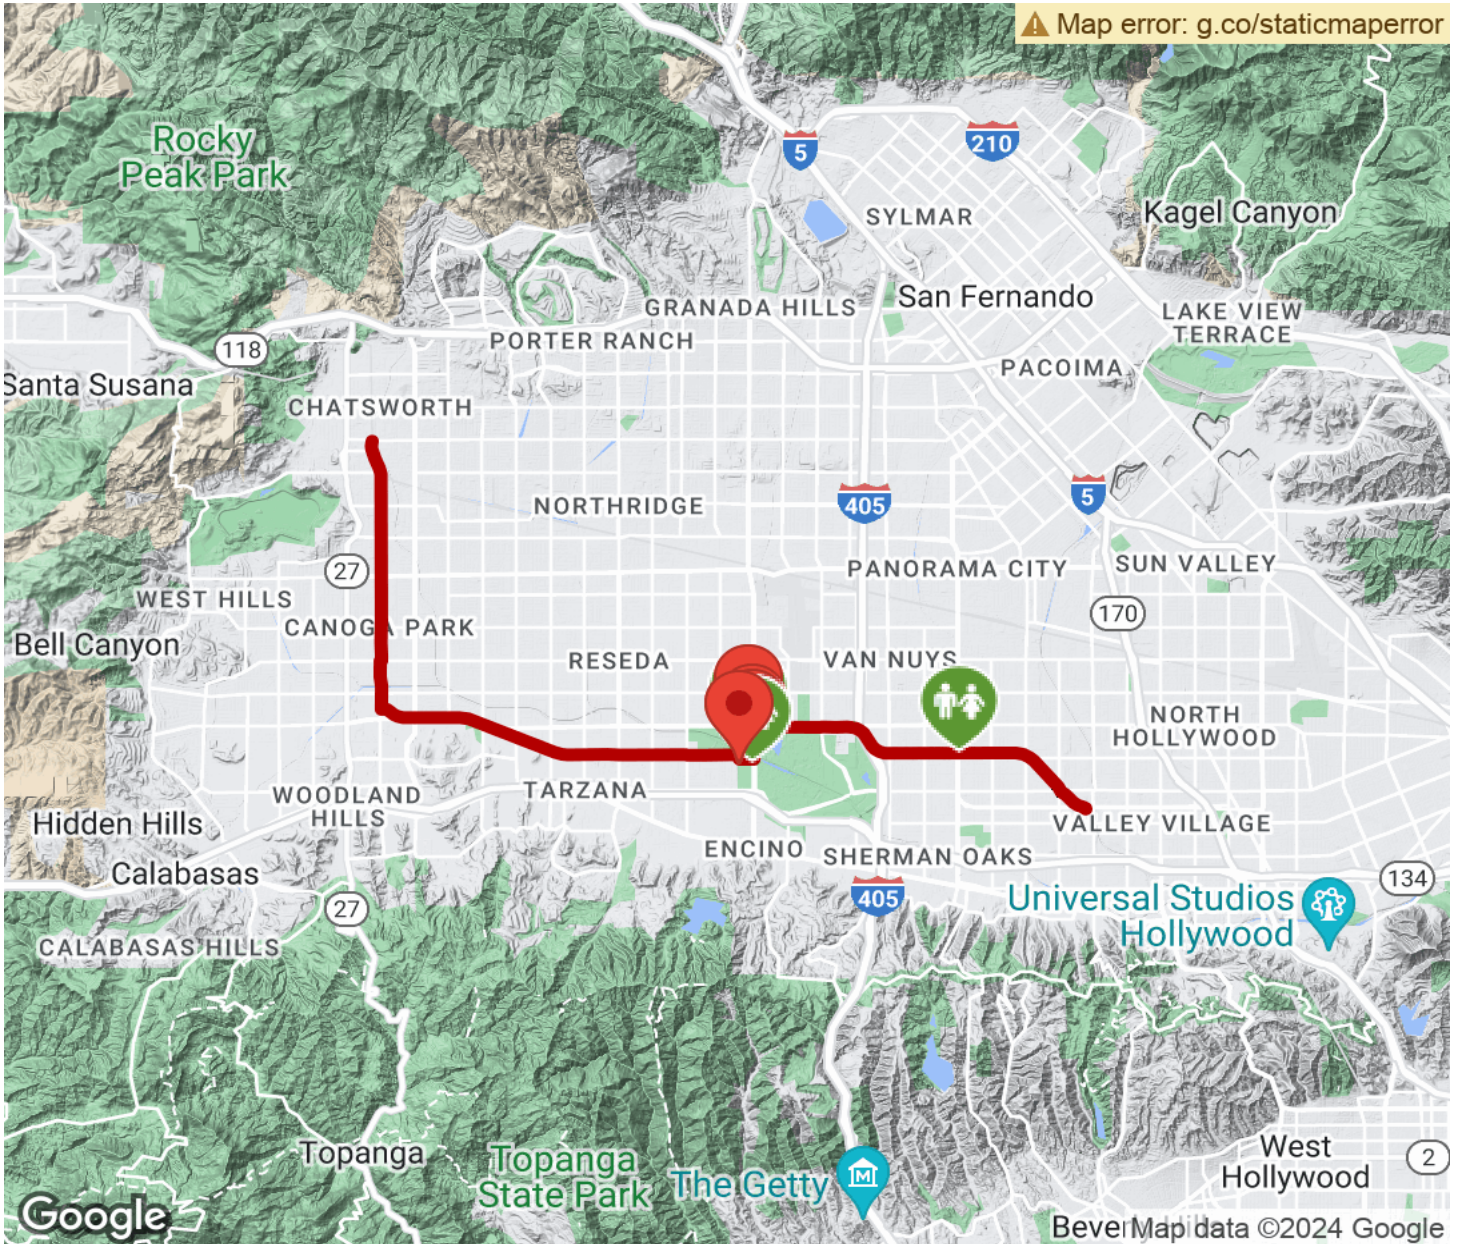 Map error: g.co/staticmaperror
Rocky
Peak Park
5
210
SYLMAR
Kagel Canyon
San Fernando
GRANADA HILLS
LAKE VIEW
TERRACE
118
PORTER RANCH
PACOIMA
Santa Susana
CHATSWORTH
NORTHRIDGE
405
5
27
PANORAMA CITY
SUN VALLEY
WEST HILLS
170
CANOGA PARK
Bell Canyon
RESEDA
VAN NUYS
NORTH
HOLLYWOOD
WOODLAND
HILLS
TARZANA
Hidden Hills
VALLEY VILLAGE
ENCINO
SHERMAN OAKS
Calabasas
134
27
405
Universal Studios
Hollywood
CALABASAS HILLS
Topanga
Topanga
State Park
The Getty
M
West
Hollywood
2
Google
Map data ©2024 Google